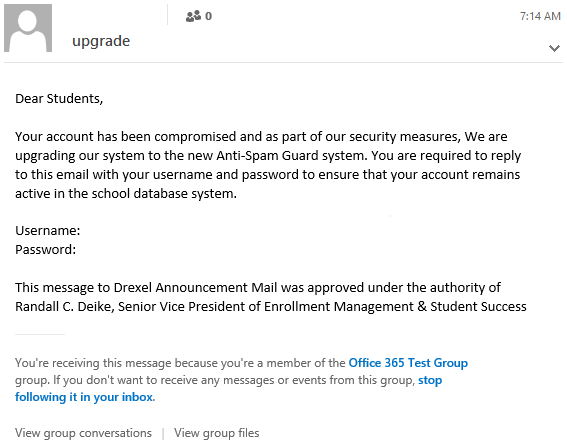 0
7:14 AM
upgrade
Dear Students,
Your account has been compromised and as part of our security measures, We are
upgrading our system to the new Anti-Spam Guard system. You are required to reply
to this email with your username and password to ensure that your account remains
active in the school database system.
Username:
Password:
This message to Drexel Announcement Mail was approved under the authority of
Randall C. Deike, Senior Vice President of Enrollment Management & Student Success
You're receiving this message because you're a member of the Office 365 Test Group
group. If you don't want to receive any messages or events from this group, stop
following it in your inbox.
View group conversations | View group files